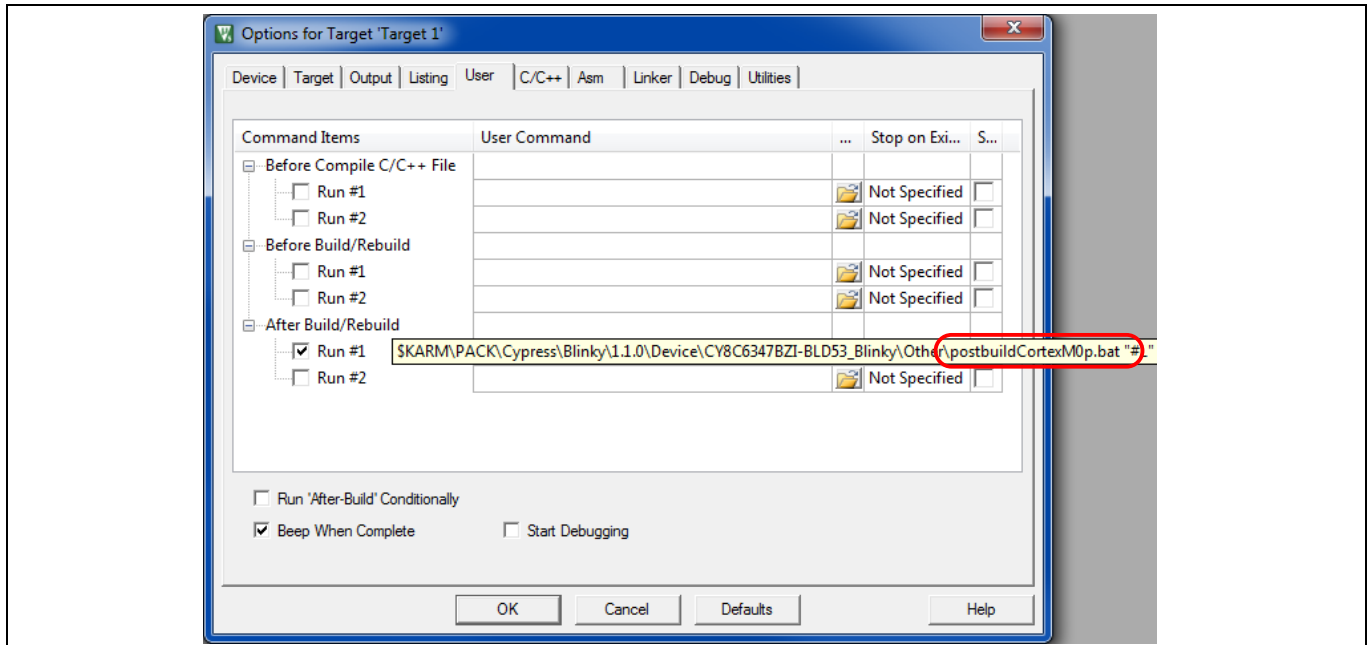 Options for Target 'Target 1'
Device Target Output Listing User C/C++ Asm Linker Debug Utilities
Command Items User Command ... Stop on Exi... S...
Before Compile C/C++ File
Run #1 Not Specified
Run #2 Not Specified
Before Build/Rebuild
Run #1 Not Specified
Run #2 Not Specified
After Build/Rebuild
Run #1 $KARM\PACK\Cypress\Blinky\1.1.0\Device\CY8C6347BZI-BLD53_Blinky\Other\postbuildCortexM0p.bat "#L"
Run #2 Not Specified
Run 'After-Build' Conditionally
Beep When Complete Start Debugging
OK Cancel Defaults Help